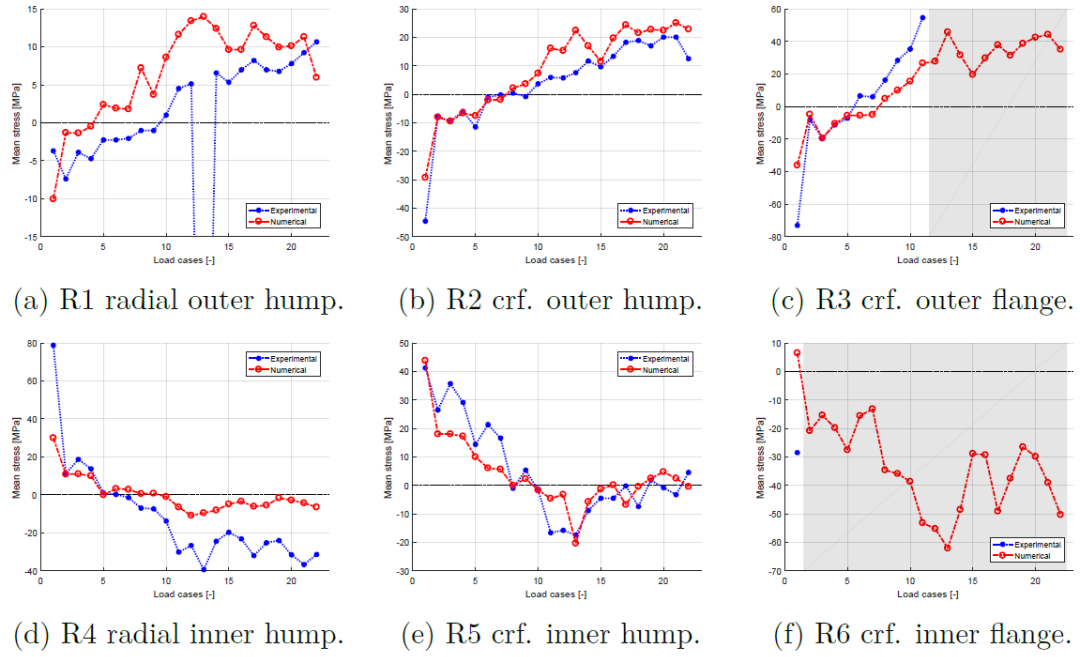 15
10
5
0
-5
-10
-15
0 5 10 15 20
Mean stress [MPa]
Load cases [-]
Experimental
Numerical
(a) R1 radial outer hump.
30
20
10
0
-10
-20
-30
-40
-50
0 5 10 15 20
Mean stress [MPa]
Load cases [-]
Experimental
Numerical
(b) R2 crf. outer hump.
60
40
20
0
-20
-40
-60
-80
0 5 10 15 20
Mean stress [MPa]
Load cases [-]
Experimental
Numerical
(c) R3 crf. outer flange.
80
60
40
20
0
-20
-40
0 5 10 15 20
Mean stress [MPa]
Load cases [-]
Experimental
Numerical
(d) R4 radial inner hump.
50
40
30
20
10
0
-10
-20
-30
0 5 10 15 20
Mean stress [MPa]
Load cases [-]
Experimental
Numerical
(e) R5 crf. inner hump.
10
0
-10
-20
-30
-40
-50
-60
-70
0 5 10 15 20
Mean stress [MPa]
Load cases [-]
Experimental
Numerical
(f) R6 crf. inner flange.